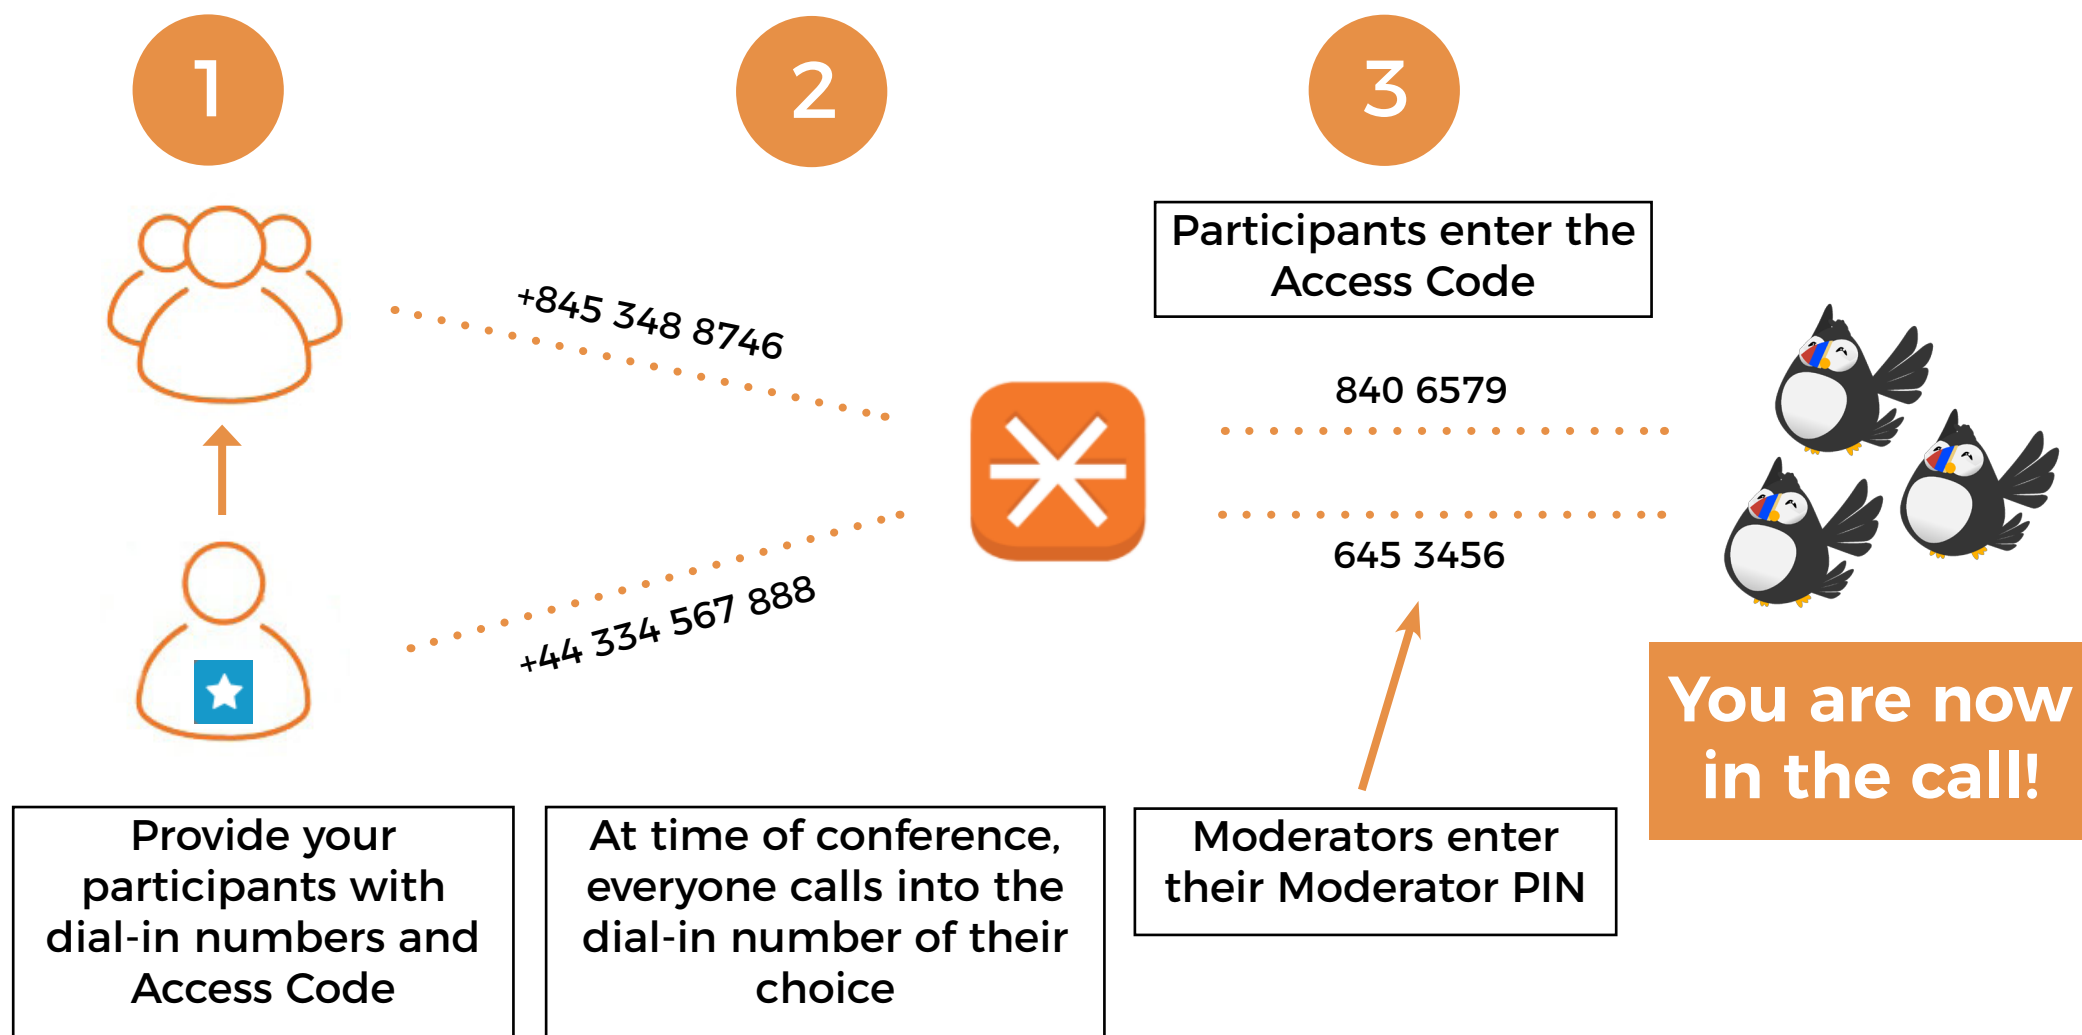 1
2
3
Participants enter the
Access Code
+845 348 8746
840 6579
+44 334 567 888
645 3456
You are now
in the call!
Provide your
participants with
dial-in numbers and
Access Code
At time of conference,
everyone calls into the
dial-in number of their
choice
Moderators enter
their Moderator PIN